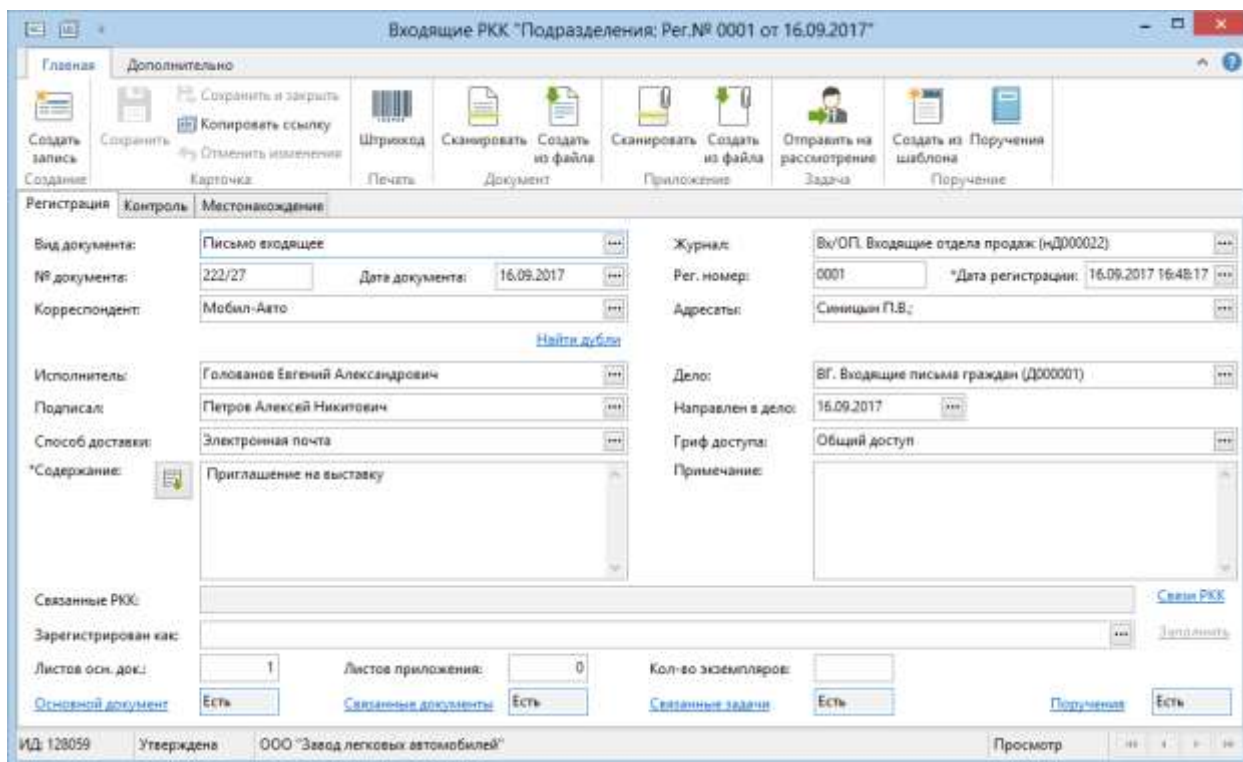 Входящие РКК "Подразделения: Рег.№ 0001 от 16.09.2017"
Главная Дополнительно
Создать запись
Сохранить
Сохранить и закрыть
Копировать ссылку
Отменить изменения
Штрихкод
Сканировать
Создать из файла
Сканировать
Создать из файла
Отправить на рассмотрение
Создать из шаблона
Поручения
Создание Карточка Печать Документ Приложение Задача Поручение
Регистрация Контроль Местонахождение
Вид документа: Письмо входящее Журнал: Вх/ОП. Входящие отдела продаж (нД000022)
№ документа: 222/27 Дата документа: 16.09.2017 Рег. номер: 0001 *Дата регистрации: 16.09.2017 16:48:17
Корреспондент: Мобил-Авто Адресаты: Синицын П.В.;
Найти дубли
Исполнитель: Голованов Евгений Александрович Дело: ВГ. Входящие письма граждан (Д000001)
Подписал: Петров Алексей Никитович Направлен в дело: 16.09.2017
Способ доставки: Электронная почта Гриф доступа: Общий доступ
*Содержание: Приглашение на выставку Примечание:
Связанные РКК: Связи РКК
Зарегистрирован как: Заполнить
Листов осн. док.: 1 Листов приложения: 0 Кол-во экземпляров:
Основной документ Есть Связанные документы Есть Связанные задачи Есть Поручения Есть
ИД: 128059 Утверждена ООО "Завод легковых автомобилей" Просмотр